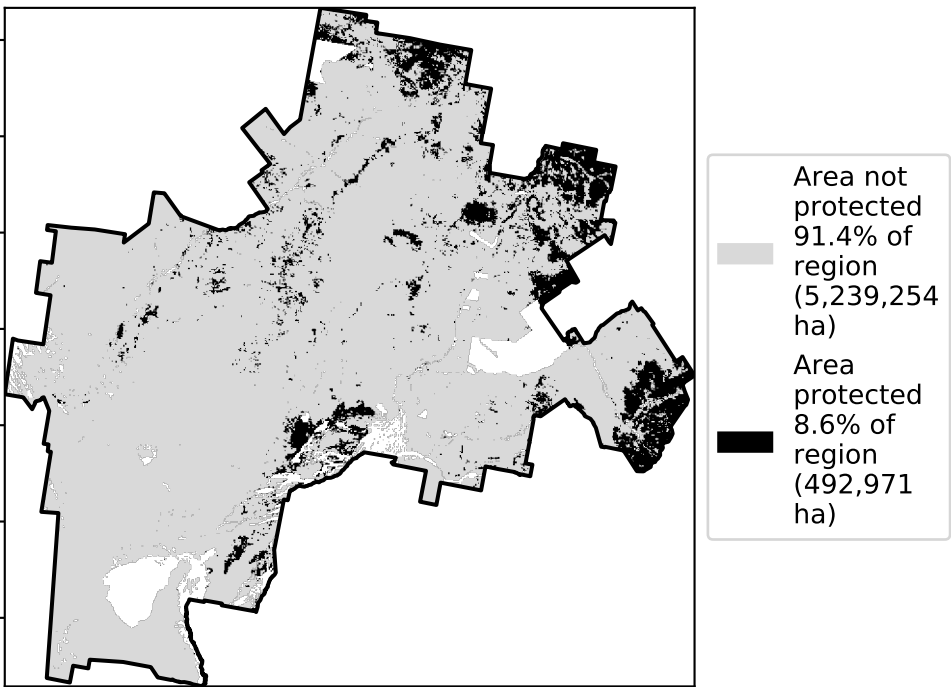 Area not
protected
91.4% of
region
(5,239,254
ha)
Area
protected
8.6% of
region
(492,971
ha)